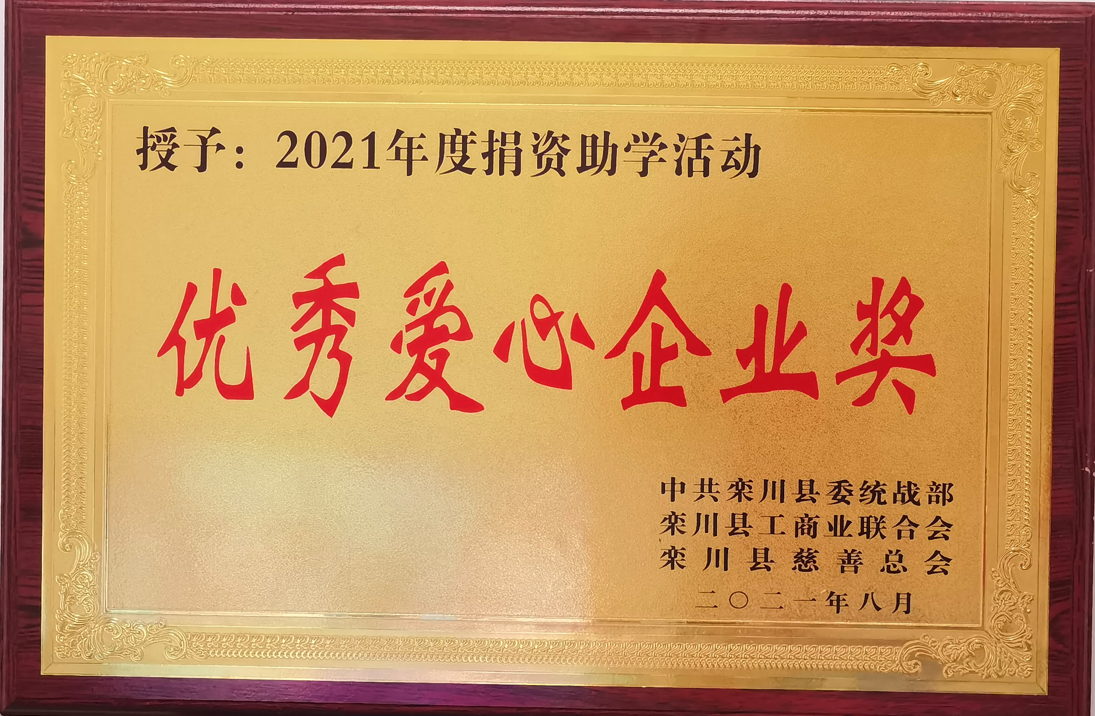 授予：2021年度捐资助学活动
优秀爱心企业奖
中共栾川县委统战部
栾川县工商业联合会
栾川县慈善总会
二〇二一年八月